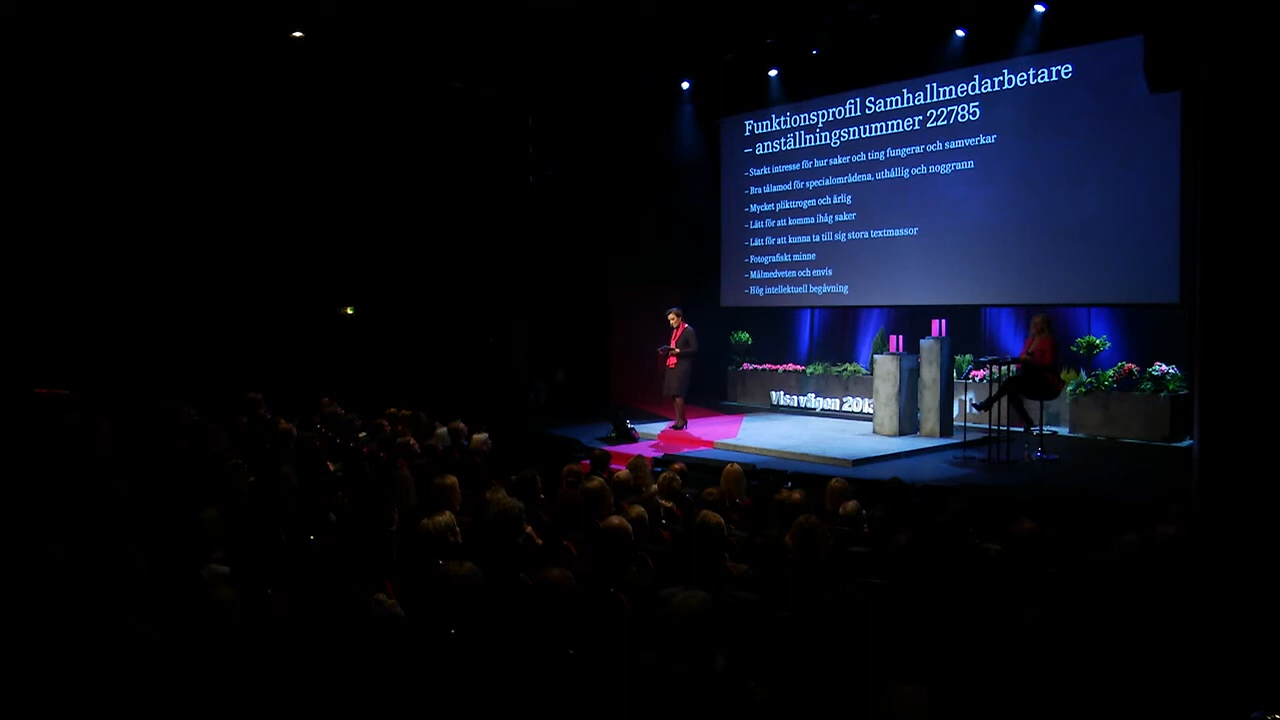 Funktionsprofil Samhallmedarbetare
– anställningsnummer 22785
– Starkt intresse för hur saker och ting fungerar och samverkar
– Bra tålamod för specialområdena, uthållig och noggrann
– Mycket plikttrogen och ärlig
– Lätt för att komma ihåg saker
– Lätt för att kunna ta till sig stora textmassor
– Fotografiskt minne
– Målmedveten och envis
– Hög intellektuell begåvning
Visa vägen 2013